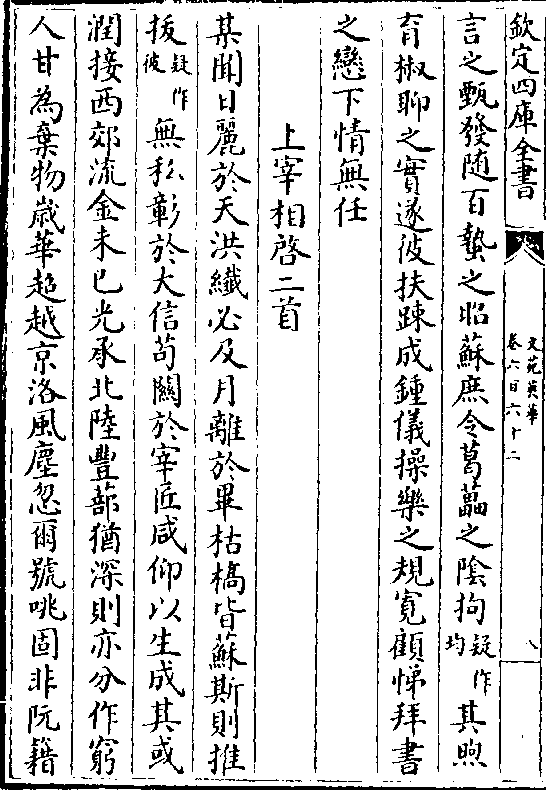 欽定四庫全書
文苑英華
卷六百六十二
八
言之甄發随百蟄之昭蘇庶令葛藟之陰拘疑作均其煦
育椒聊之實遂彼扶踈成鍾儀操樂之規寛顧悌拜書
之戀下情無任
上宰相啓二首
某聞日麗於天洪纎必及月離於畢枯槁皆蘇斯則推
拔疑作彼無私彰於大信苟闗於宰匠咸仰以生成其或
潤接西郊流金未已光承北陸豐蔀猶深則亦分作窮
人甘為棄物嵗華超越京洛風塵忽爾號咷固非阮籍